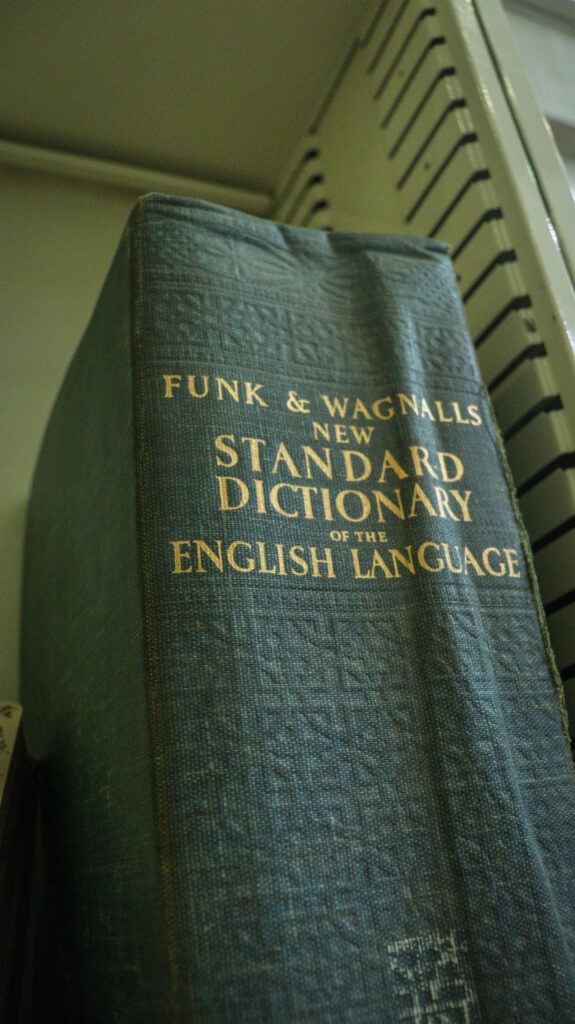 FUNK & WAGNALLS
NEW
STANDARD
DICTIONARY
OF THE
ENGLISH LANGUAGE